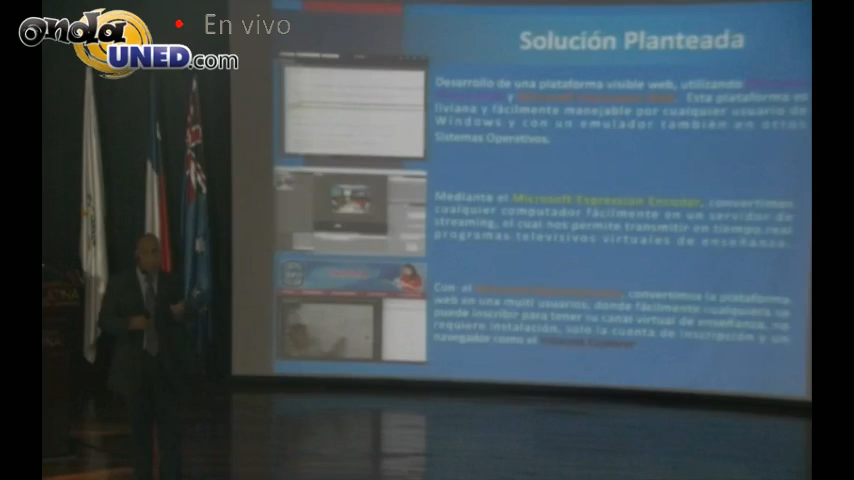 onda
UNED.com
En vivo
Solución Planteada
Desarrollo de una plataforma visible web, utilizando
y Esta plataforma es
liviana y fácilmente manejable por cualquier usuario de
Windows y con un emulador también en otros
Sistemas Operativos.
Mediante el Microsoft Expression Encoder, convertimos
cualquier computador fácilmente en un servidor de
streaming, el cual nos permite transmitir en tiempo real
programas televisivos virtuales de enseñanza.
Con el convertimos la plataforma
web en una multi usuarios, donde fácilmente cualquiera se
puede inscribir para tener su canal virtual de enseñanza, no
requiere instalación, solo la cuenta de inscripción y un
navegador como el